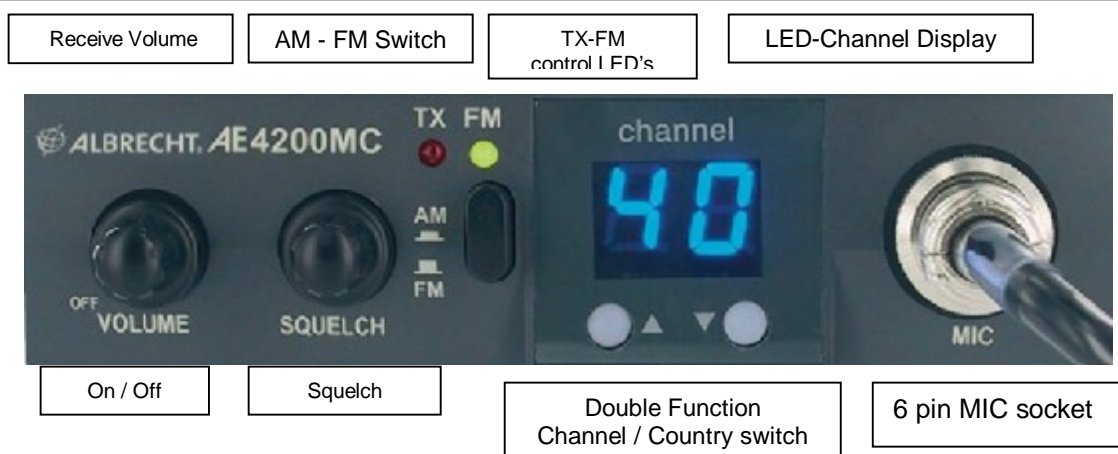 Receive Volume
AM - FM Switch
TX-FM
control LED's
LED-Channel Display
ALBRECHT. AE4200MC
TX FM
channel
40
AM
FM
OFF
VOLUME
SQUELCH
MIC
On / Off
Squelch
Double Function
Channel / Country switch
6 pin MIC socket